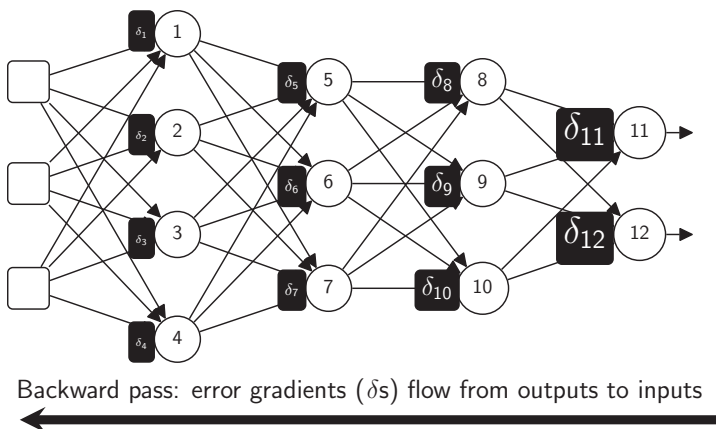 δ1 1
δ2 2
δ3 3
δ4 4
δ5 5
δ6 6
δ7 7
δ8 8
δ9 9
δ10 10
δ11 11
δ12 12
Backward pass: error gradients (δs) flow from outputs to inputs